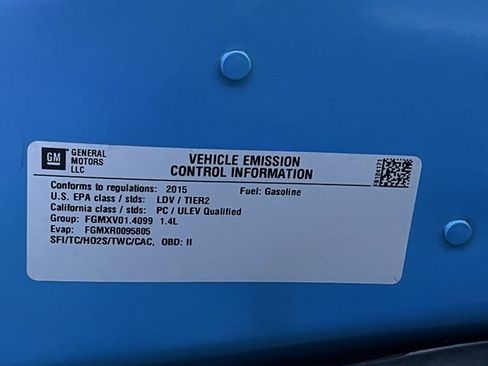 GM
GENERAL
MOTORS
LLC
VEHICLE EMISSION
CONTROL INFORMATION
Conforms to regulations: 2015 Fuel: Gasoline
U.S. EPA class / stds: LDV / TIER2
California class / stds: PC / ULEV Qualified
Group: FGMXV01.4099 1.4L
Evap: FGMXR0095805
SFI/TC/HO2S/TWC/CAC, OBD: II